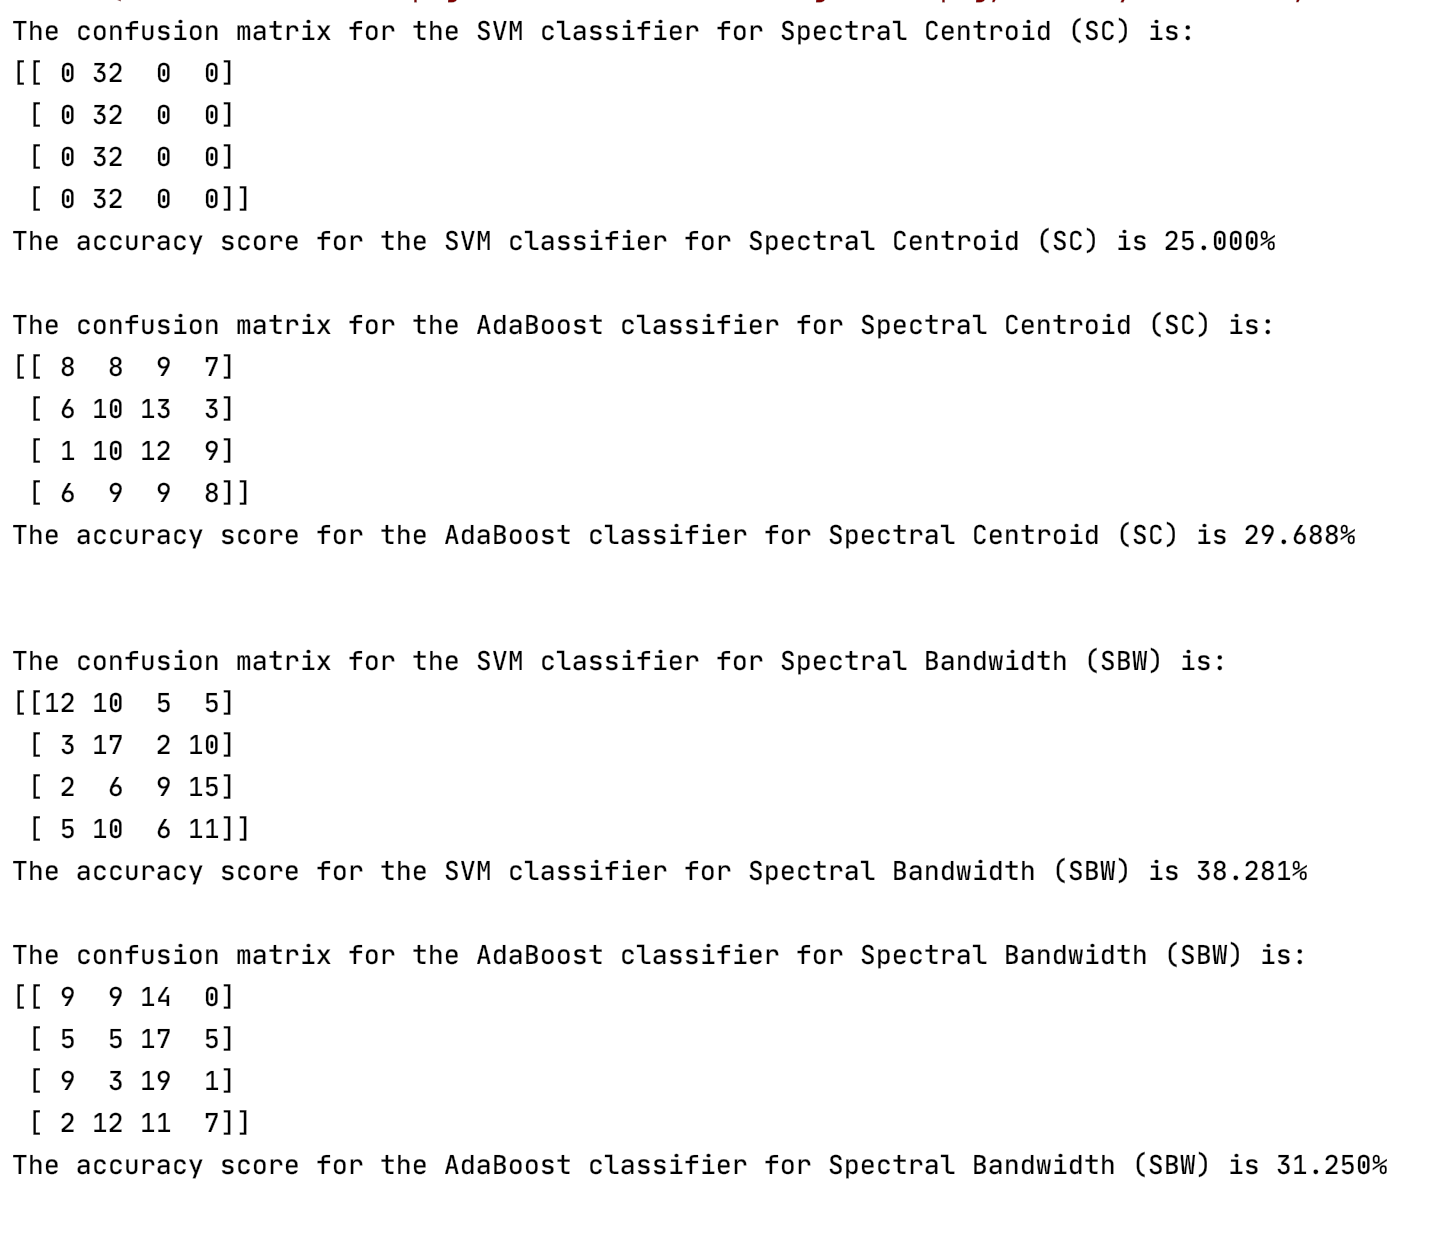 The confusion matrix for the SVM classifier for Spectral Centroid (SC) is:
[[ 0 32  0  0]
 [ 0 32  0  0]
 [ 0 32  0  0]
 [ 0 32  0  0]]
The accuracy score for the SVM classifier for Spectral Centroid (SC) is 25.000%
The confusion matrix for the AdaBoost classifier for Spectral Centroid (SC) is:
[[ 8  8  9  7]
 [ 6 10 13  3]
 [ 1 10 12  9]
 [ 6  9  9  8]]
The accuracy score for the AdaBoost classifier for Spectral Centroid (SC) is 29.688%
The confusion matrix for the SVM classifier for Spectral Bandwidth (SBW) is:
[[12 10  5  5]
 [ 3 17  2 10]
 [ 2  6  9 15]
 [ 5 10  6 11]]
The accuracy score for the SVM classifier for Spectral Bandwidth (SBW) is 38.281%
The confusion matrix for the AdaBoost classifier for Spectral Bandwidth (SBW) is:
[[ 9  9 14  0]
 [ 5  5 17  5]
 [ 9  3 19  1]
 [ 2 12 11  7]]
The accuracy score for the AdaBoost classifier for Spectral Bandwidth (SBW) is 31.250%